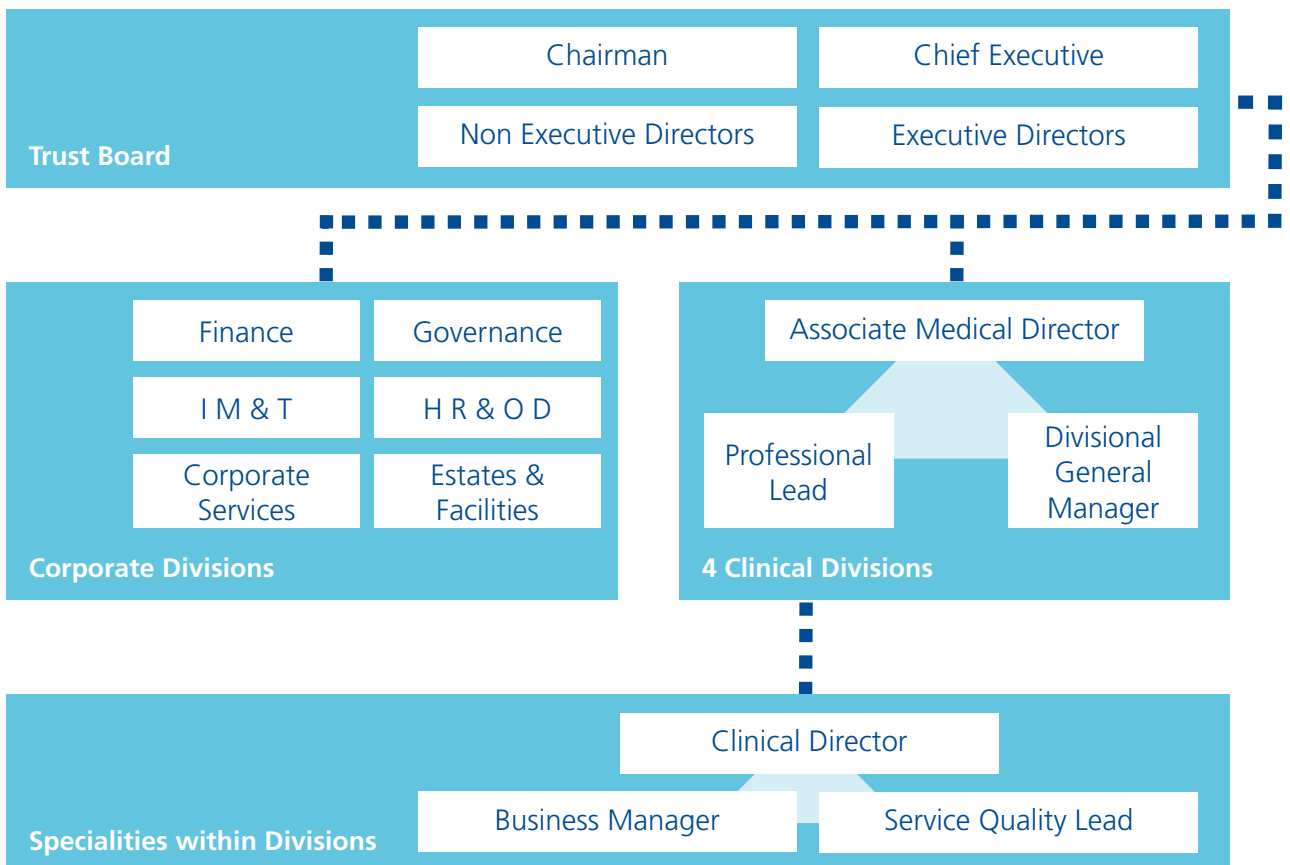 Chairman
Chief Executive
Non Executive Directors
Executive Directors
Trust Board
Finance
Governance
I M & T
H R & O D
Corporate
Services
Estates &
Facilities
Corporate Divisions
Associate Medical Director
Professional
Lead
Divisional
General
Manager
4 Clinical Divisions
Clinical Director
Business Manager
Service Quality Lead
Specialities within Divisions